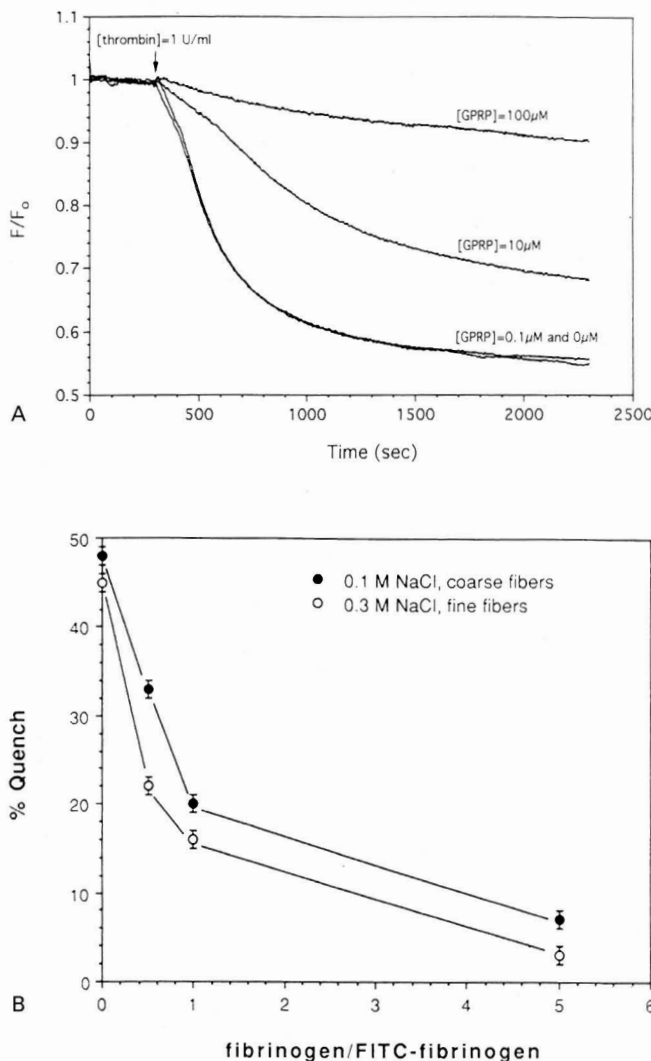 1.1
[thrombin]=1 U/ml
1
[GPRP]=100μM
0.9
F/Fo
0.8
[GPRP]=10μM
0.7
0.6
[GPRP]=0.1μM and 0μM
0.5
0 500 1000 1500 2000 2500
A
Time (sec)
50
● 0.1 M NaCl, coarse fibers
○ 0.3 M NaCl, fine fibers
40
30
% Quench
20
10
0
0 1 2 3 4 5 6
B
fibrinogen/FITC-fibrinogen